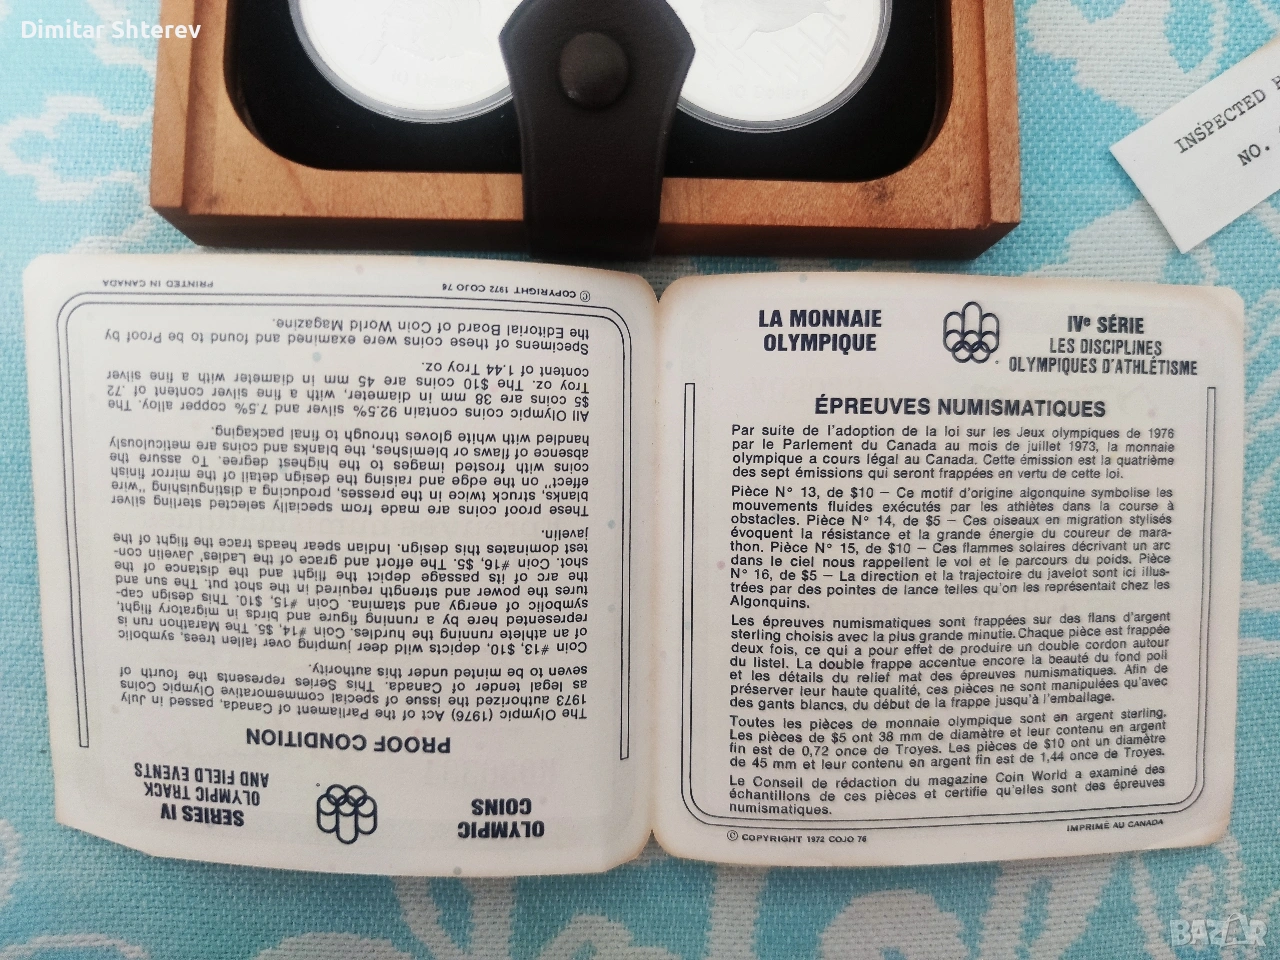 Dimitar Shterev
INSPECTED
NO.
OLYMPIC
COINS
SERIES IV
OLYMPIC TRACK
AND FIELD EVENTS
PROOF CONDITION
The Olympic (1976) Act of the Parliament of Canada, passed in July
1973 authorized the issue of special commemorative Olympic Coins
as legal tender of Canada. This Series represents the fourth of
seven to be minted under this authority.
Coin #13, $10, depicts wild deer jumping over fallen trees, symbolic
of an athlete running the hurdles. Coin #14, $5. The Marathon run is
represented here by a running figure and birds in migratory flight,
symbolic of energy and stamina. Coin #15, $10. This design cap-
tures the power and strength required in the shot put. The sun and
the arc of its passage depict the flight and the distance of the
shot. Coin #16, $5. The effort and grace of the Ladies' Javelin con-
test dominates this design. Indian spear heads trace the flight of the
javelin.
These proof coins are made from specially selected sterling silver
blanks, struck twice in the presses, producing a distinguishing "wire
effect" on the edge and raising the design detail of the mirror finish
coins with frosted images to the highest degree. To assure the
absence of flaws or blemishes, the blanks and coins are meticulously
handled with white gloves through to final packaging.
All Olympic coins contain 92.5% silver and 7.5% copper alloy. The
$5 coins are 38 mm in diameter, with a fine silver content of .72
Troy oz. The $10 coins are 45 mm in diameter with a fine silver
content of 1.44 Troy oz.
Specimens of these coins were examined and found to be Proof by
the Editorial Board of Coin World Magazine.
© COPYRIGHT 1972 COJO 76
PRINTED IN CANADA
LA MONNAIE
OLYMPIQUE
IVe SÉRIE
LES DISCIPLINES
OLYMPIQUES D'ATHLÉTISME
ÉPREUVES NUMISMATIQUES
Par suite de l'adoption de la loi sur les Jeux olympiques de 1976
par le Parlement du Canada au mois de juillet 1973, la monnaie
olympique a cours légal au Canada. Cette émission est la quatrième
des sept émissions qui seront frappées en vertu de cette loi.
Pièce N° 13, de $10 – Ce motif d'origine algonquine symbolise les
mouvements fluides exécutés par les athlètes dans la course à
obstacles. Pièce N° 14, de $5 – Ces oiseaux en migration stylisés
évoquent la résistance et la grande énergie du coureur de mara-
thon. Pièce N° 15, de $10 – Ces flammes solaires décrivant un arc
dans le ciel nous rappellent le vol et le parcours du poids. Pièce
N° 16, de $5 – La direction et la trajectoire du javelot sont ici illus-
trées par des pointes de lance telles qu'on les représentait chez les
Algonquins.
Les épreuves numismatiques sont frappées sur des flans d'argent
sterling choisis avec la plus grande minutie. Chaque pièce est frappée
deux fois, ce qui a pour effet de produire un double cordon autour
du listel. La double frappe accentue encore la beauté du fond poli
et les détails du relief mat des épreuves numismatiques. Afin de
préserver leur haute qualité, ces pièces ne sont manipulées qu'avec
des gants blancs, du début de la frappe jusqu'à l'emballage.
Toutes les pièces de monnaie olympique sont en argent sterling.
Les pièces de $5 ont 38 mm de diamètre et leur contenu en argent
fin est de 0,72 once de Troyes. Les pièces de $10 ont un diamètre
de 45 mm et leur contenu en argent fin est de 1,44 once de Troyes.
Le Conseil de rédaction du magazine Coin World a examiné des
échantillons de ces pièces et certifie qu'elles sont des épreuves
numismatiques.
© COPYRIGHT 1972 COJO 76
IMPRIMÉ AU CANADA
BAZAR